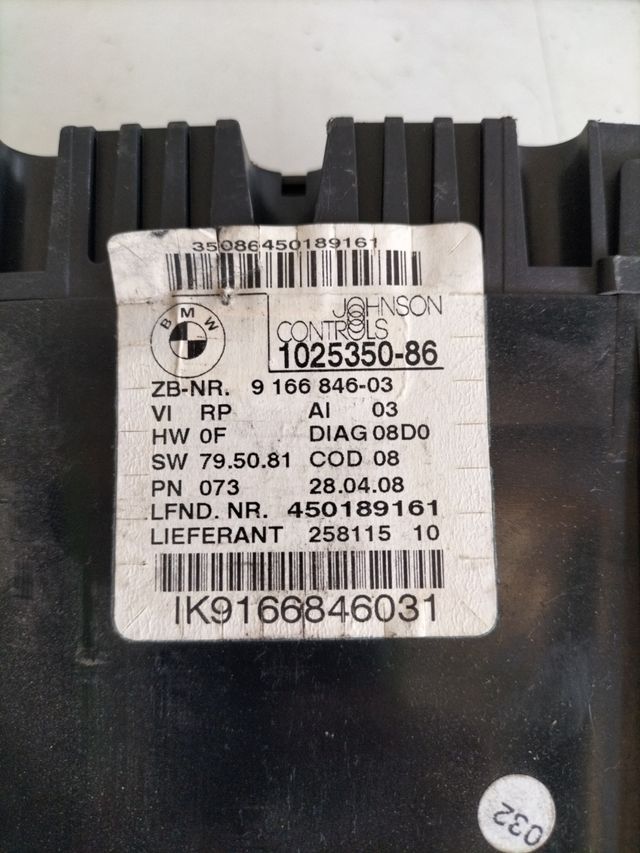 35086450189161
BMW
JOHNSON
CONTROLS
1025350-86
ZB-NR. 9 166 846-03
VI RP AI 03
HW 0F DIAG 08D0
SW 79.50.81 COD 08
PN 073 28.04.08
LFND. NR. 450189161
LIEFERANT 258115 10
IK9166846031
032